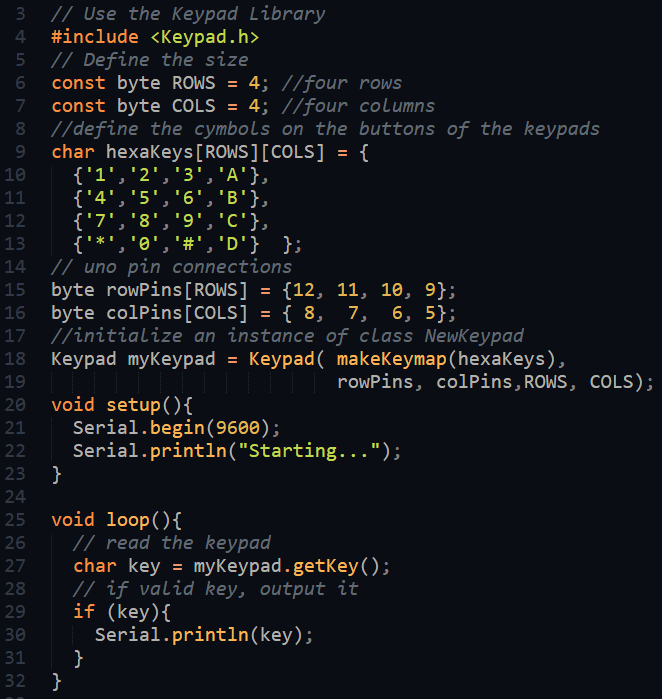 3 // Use the Keypad Library
4 #include <Keypad.h>
5 // Define the size
6 const byte ROWS = 4; //four rows
7 const byte COLS = 4; //four columns
8 //define the cymbols on the buttons of the keypads
9 char hexaKeys[ROWS][COLS] = {
10   {'1','2','3','A'},
11   {'4','5','6','B'},
12   {'7','8','9','C'},
13   {'*','0','#','D'}  };
14 // uno pin connections
15 byte rowPins[ROWS] = {12, 11, 10, 9};
16 byte colPins[COLS] = { 8,  7,  6, 5};
17 //initialize an instance of class NewKeypad
18 Keypad myKeypad = Keypad( makeKeymap(hexaKeys),
19                           rowPins, colPins,ROWS, COLS);
20 void setup(){
21   Serial.begin(9600);
22   Serial.println("Starting...");
23 }
24
25 void loop(){
26   // read the keypad
27   char key = myKeypad.getKey();
28   // if valid key, output it
29   if (key){
30     Serial.println(key);
31   }
32 }